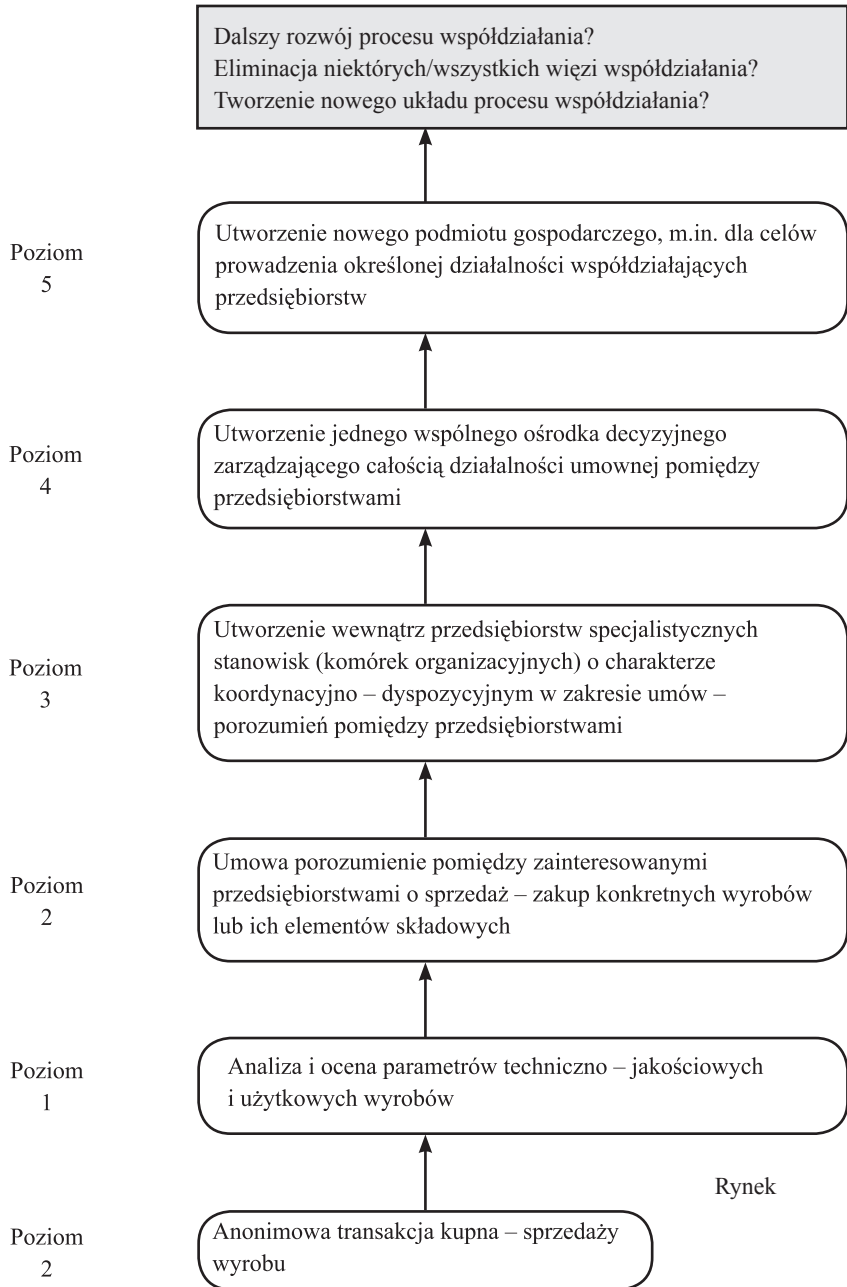 Dalszy rozwój procesu współdziałania?
Eliminacja niektórych/wszystkich więzi współdziałania?
Tworzenie nowego układu procesu współdziałania?
Poziom
5
Utworzenie nowego podmiotu gospodarczego, m.in. dla celów
prowadzenia określonej działalności współdziałających
przedsiębiorstw
Poziom
4
Utworzenie jednego wspólnego ośrodka decyzyjnego
zarządzającego całością działalności umownej pomiędzy
przedsiębiorstwami
Poziom
3
Utworzenie wewnątrz przedsiębiorstw specjalistycznych
stanowisk (komórek organizacyjnych) o charakterze
koordynacyjno – dyspozycyjnym w zakresie umów –
porozumień pomiędzy przedsiębiorstwami
Poziom
2
Umowa porozumienie pomiędzy zainteresowanymi
przedsiębiorstwami o sprzedaż – zakup konkretnych wyrobów
lub ich elementów składowych
Poziom
1
Analiza i ocena parametrów techniczno – jakościowych
i użytkowych wyrobów
Rynek
Poziom
2
Anonimowa transakcja kupna – sprzedaży
wyrobu